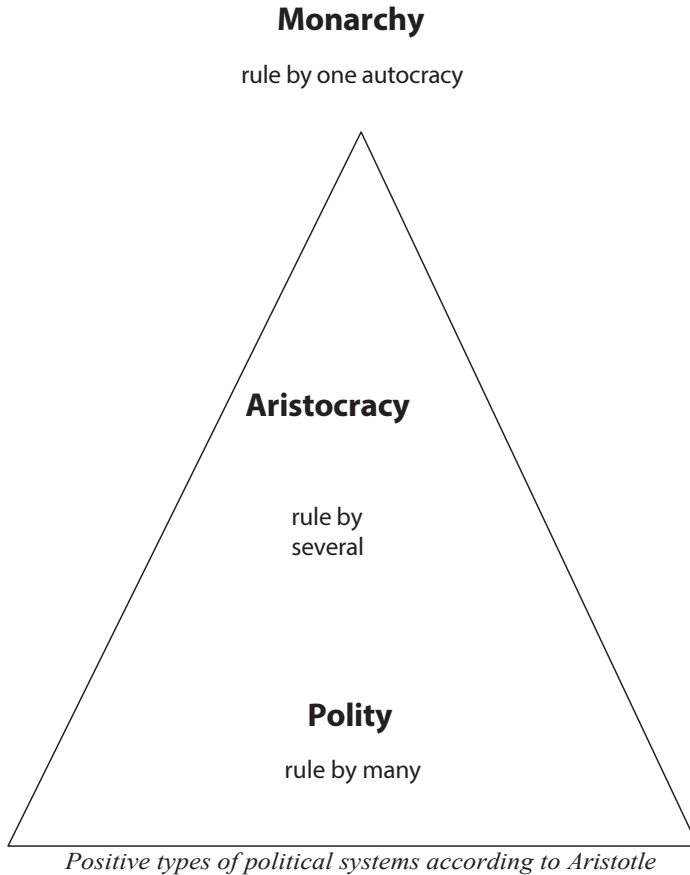 Monarchy
rule by one autocracy
Aristocracy
rule by
several
Polity
rule by many
Positive types of political systems according to Aristotle